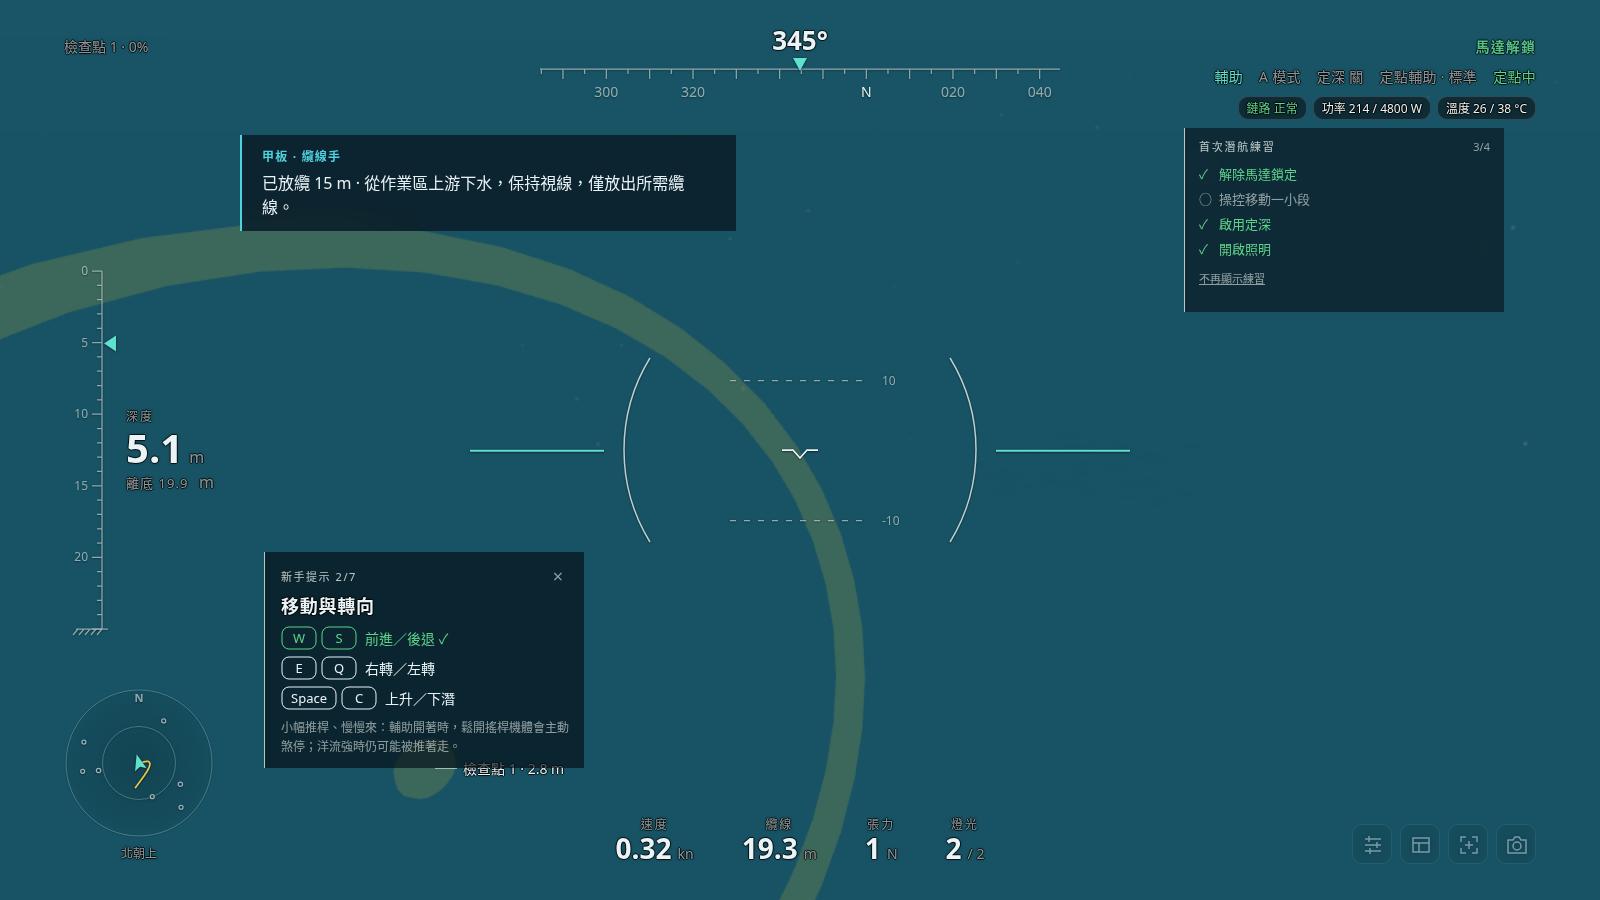 檢查點 1 · 0%
345°
300
320
N
020
040
馬達解鎖
輔助 A 模式 定深 關 定點輔助 · 標準 定點中
鏈路 正常 功率 214 / 4800 W 溫度 26 / 38 °C
甲板 · 纜線手
已放纜 15 m · 從作業區上游下水，保持視線，僅放出所需纜
線。
首次潛航練習 3/4
✓ 解除馬達鎖定
○ 操控移動一小段
✓ 啟用定深
✓ 開啟照明
不再顯示練習
0
5
10
15
20
深度
5.1 m
離底 19.9 m
10
-10
新手提示 2/7 ×
移動與轉向
W S 前進／後退 ✓
E Q 右轉／左轉
Space C 上升／下潛
小幅推桿、慢慢來：輔助開著時，鬆開搖桿機體會主動
煞停；洋流強時仍可能被推著走。
檢查點 1 · 2.8 m
N
北朝上
速度
0.32 kn
纜線
19.3 m
張力
1 N
燈光
2 / 2